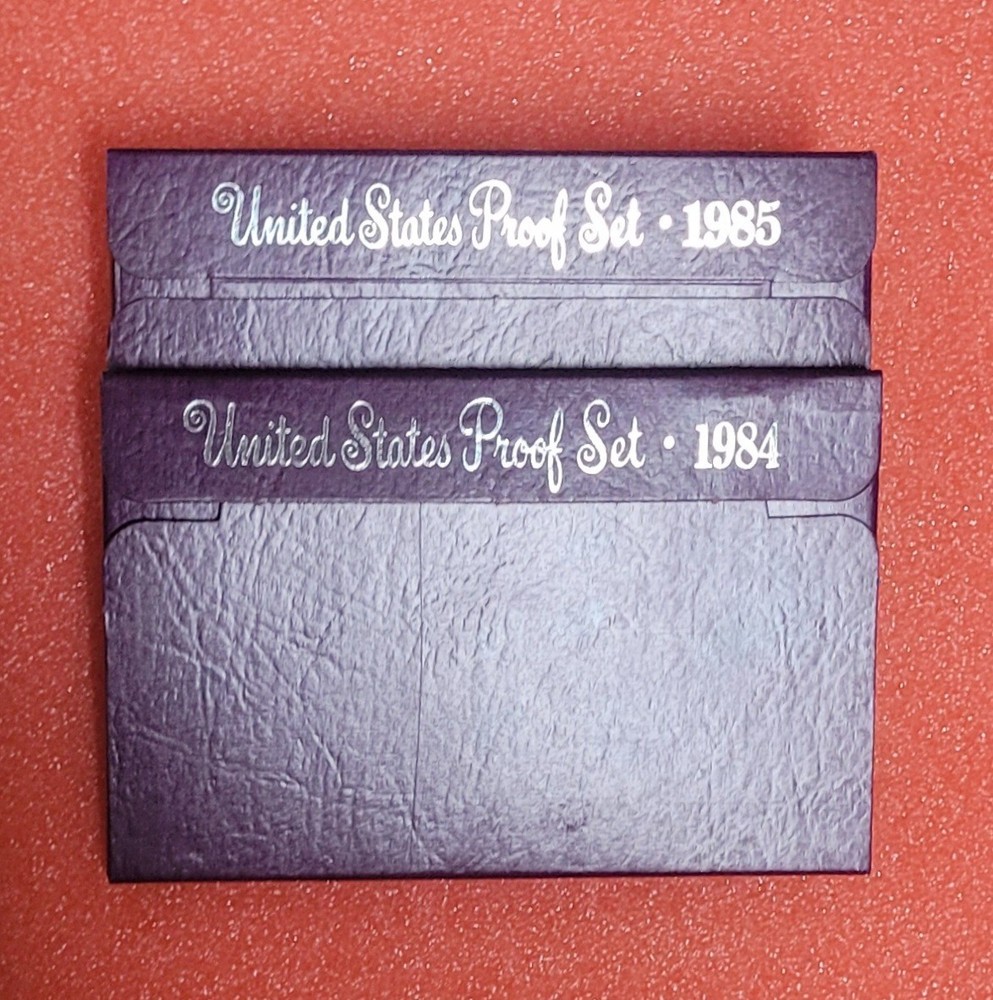 United States Proof Set • 1985
United States Proof Set • 1984